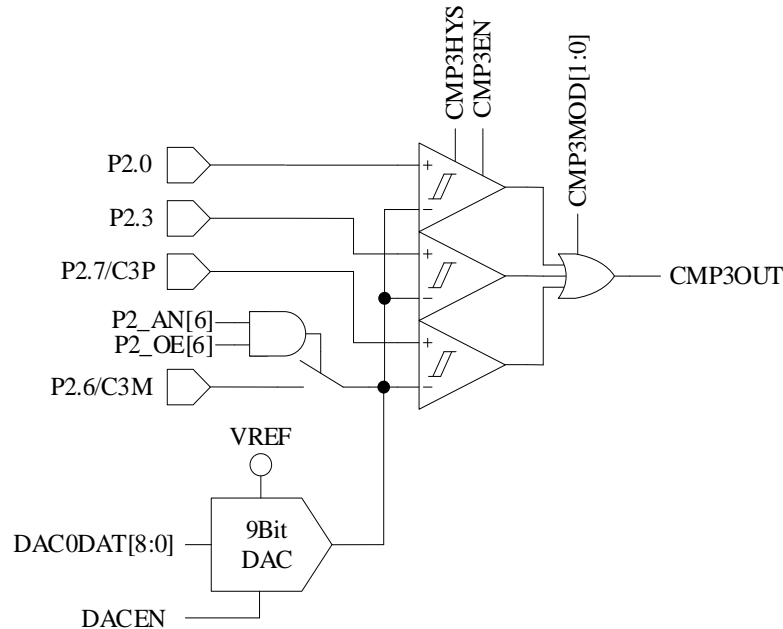 CMP3HYS
CMP3EN
CMP3MOD[1:0]
P2.0
+
−
P2.3
+
−
P2.7/C3P
CMP3OUT
P2_AN[6]
P2_OE[6]
+
−
P2.6/C3M
VREF
DAC0DAT[8:0]
9Bit
DAC
DACEN